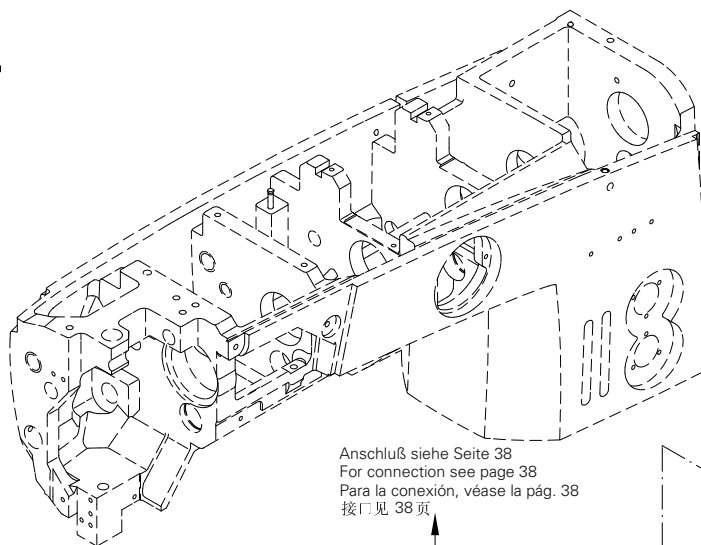 Anschluß siehe Seite 38
For connection see page 38
Para la conexión, véase la pág. 38
接口见 38页